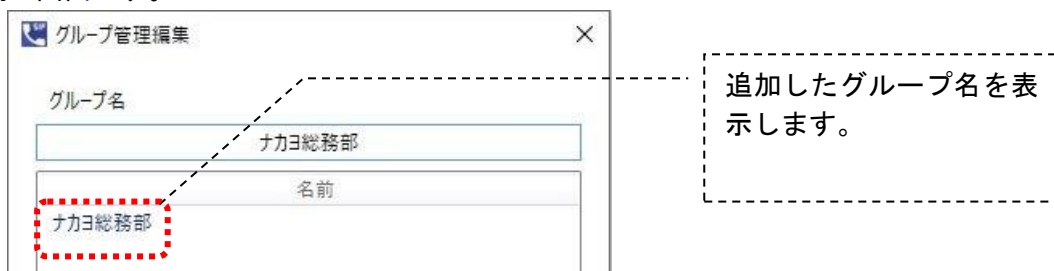 グループ管理編集
グループ名
ナカヨ総務部
名前
ナカヨ総務部
追加したグループ名を表
示します。